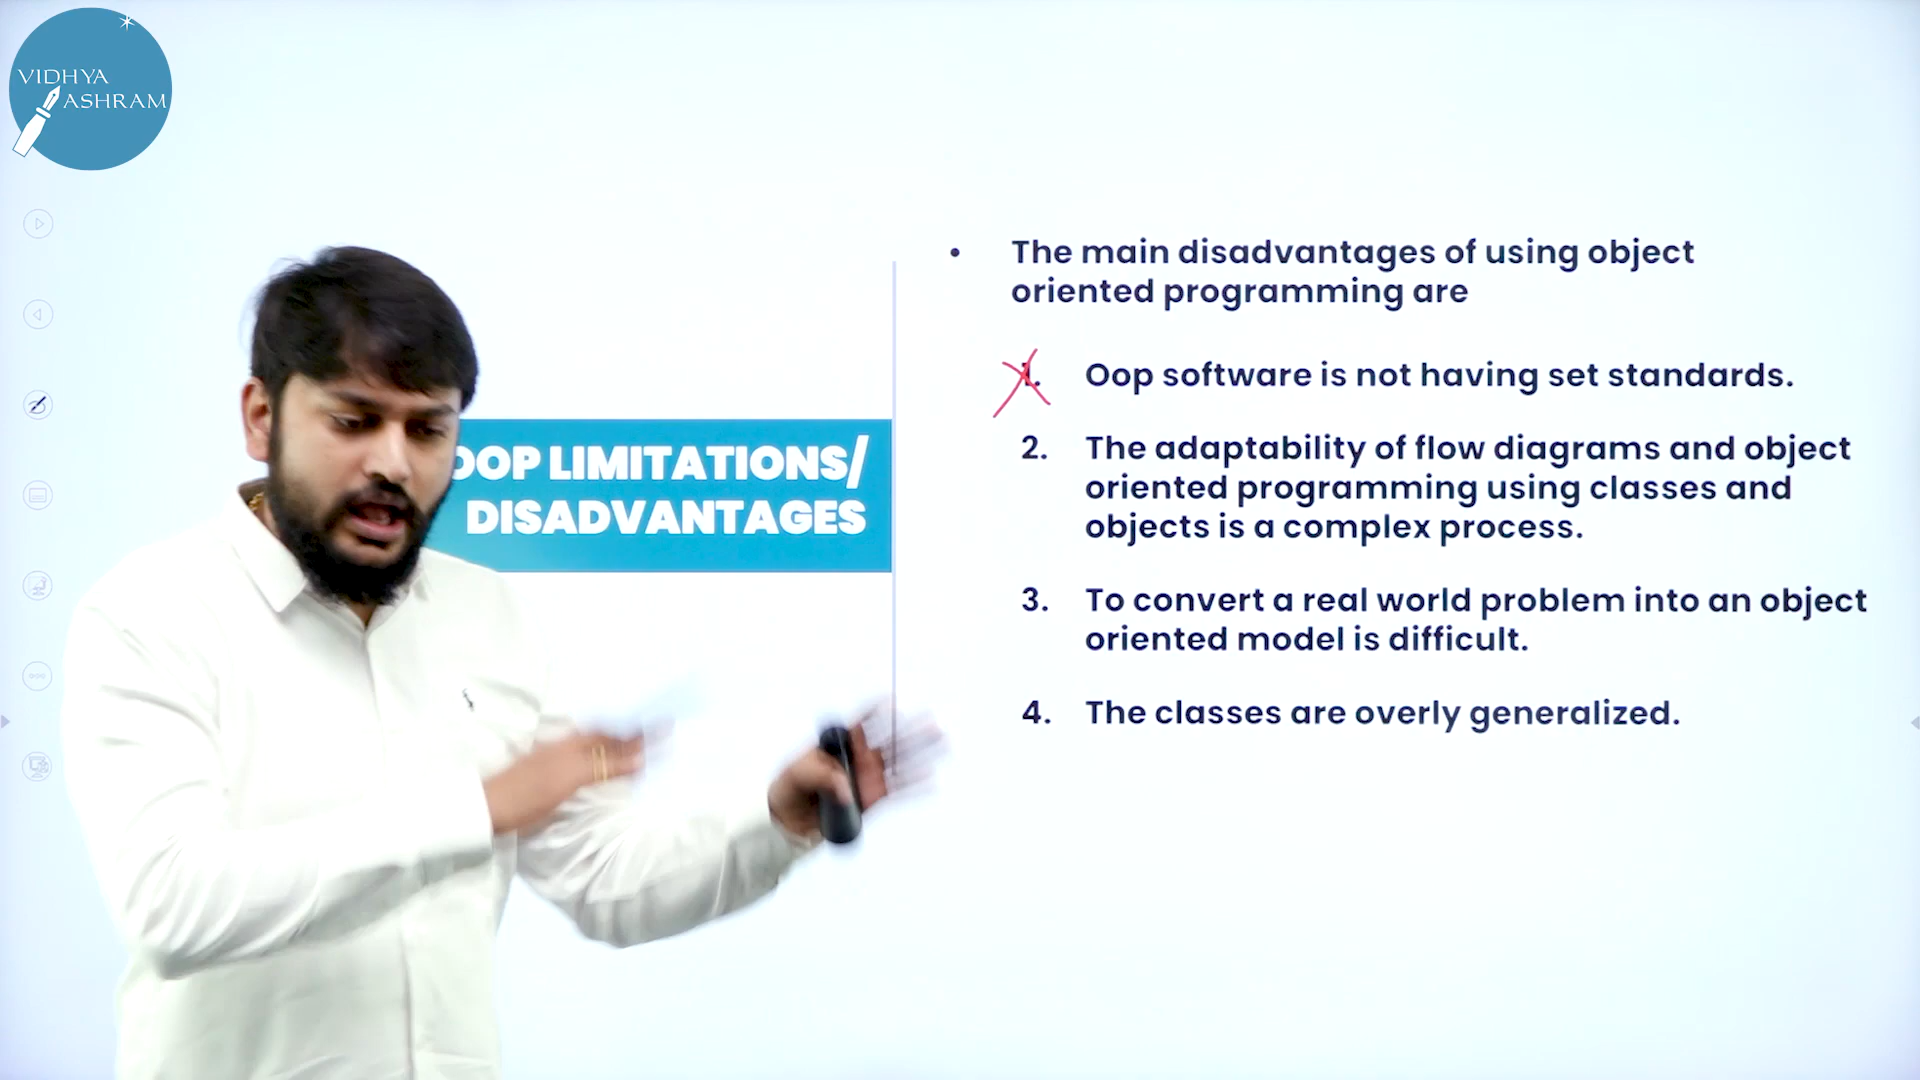 VIDHYA
ASHRAM
OOP LIMITATIONS/
DISADVANTAGES
• The main disadvantages of using object
oriented programming are
1. Oop software is not having set standards.
2. The adaptability of flow diagrams and object
oriented programming using classes and
objects is a complex process.
3. To convert a real world problem into an object
oriented model is difficult.
4. The classes are overly generalized.